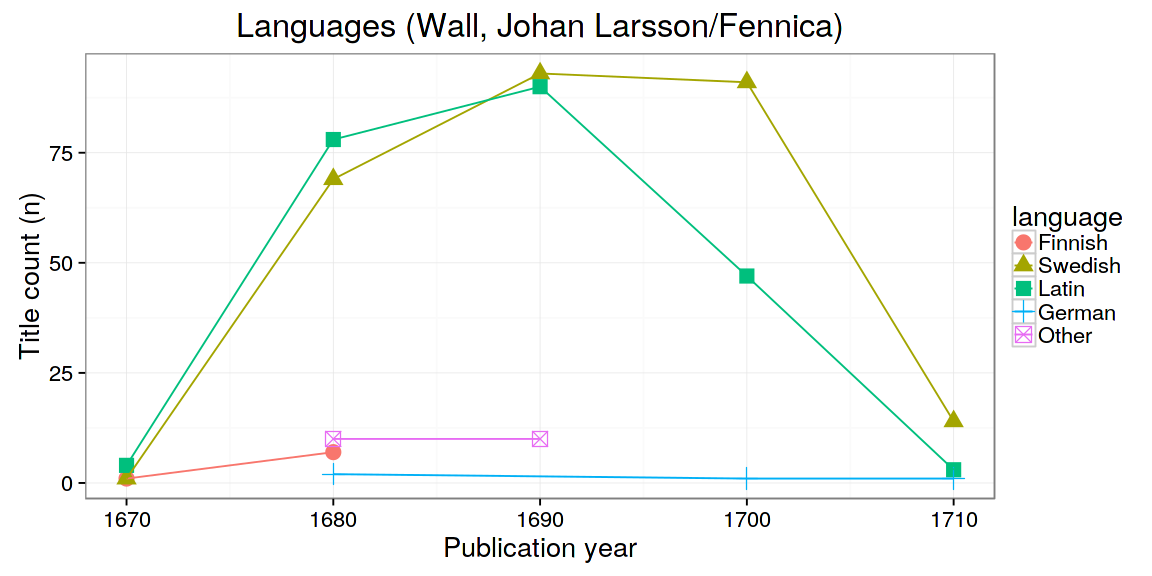 Languages (Wall, Johan Larsson/Fennica)
Title count (n)
75
50
25
0
1670 1680 1690 1700 1710
Publication year
language
Finnish
Swedish
Latin
German
Other